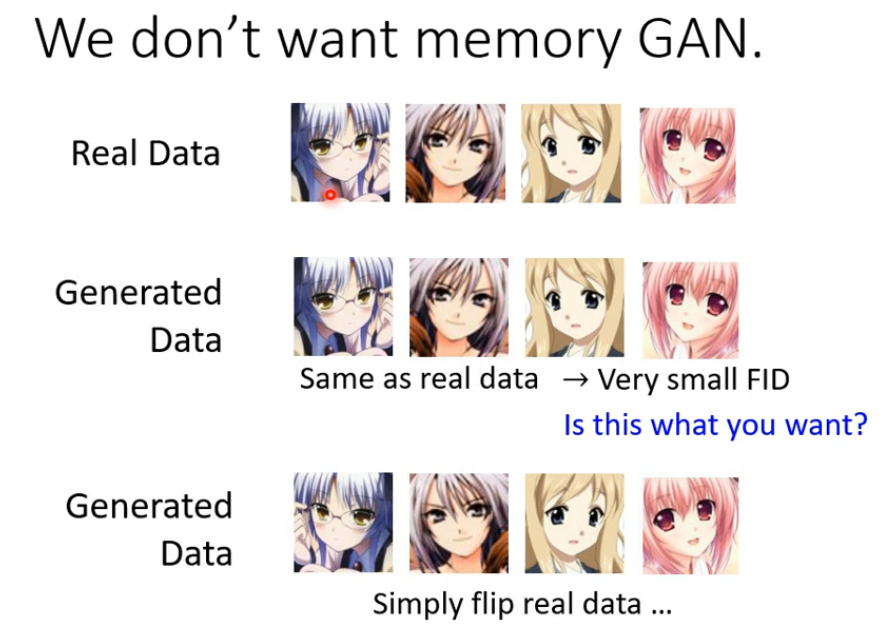 We don't want memory GAN.
Real Data
Generated
Data
Same as real data → Very small FID
Is this what you want?
Generated
Data
Simply flip real data ...